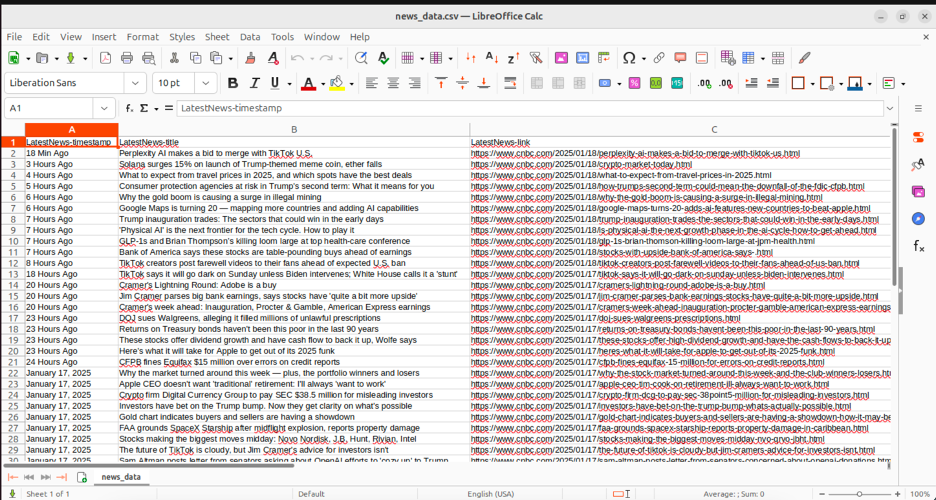 news_data.csv — LibreOffice Calc
File Edit View Insert Format Styles Sheet Data Tools Window Help
Liberation Sans 10 pt B I U
A1 LatestNews-timestamp
A B C
1 LatestNews-timestamp LatestNews-title LatestNews-link
2 18 Min Ago Perplexity AI makes a bid to merge with TikTok U.S. https://www.cnbc.com/2025/01/18/perplexity-ai-makes-a-bid-to-merge-with-tiktok-us.html
3 3 Hours Ago Solana surges 15% on launch of Trump-themed meme coin, ether falls https://www.cnbc.com/2025/01/18/crypto-market-today.html
4 4 Hours Ago What to expect from travel prices in 2025, and which spots have the best deals https://www.cnbc.com/2025/01/18/what-to-expect-from-travel-prices-in-2025.html
5 5 Hours Ago Consumer protection agencies at risk in Trump's second term: What it means for you https://www.cnbc.com/2025/01/18/how-trumps-second-term-could-mean-the-downfall-of-the-fdic-cfpb.html
6 6 Hours Ago Why the gold boom is causing a surge in illegal mining https://www.cnbc.com/2025/01/18/why-the-gold-boom-is-causing-a-surge-in-illegal-mining.html
7 6 Hours Ago Google Maps is turning 20 — mapping more countries and adding AI capabilities https://www.cnbc.com/2025/01/18/google-maps-turns-20-adds-ai-features-new-countries-to-beat-apple.html
8 7 Hours Ago Trump inauguration trades: The sectors that could win in the early days https://www.cnbc.com/2025/01/18/trump-inauguration-trades-the-sectors-that-could-win-in-the-early-days.html
9 7 Hours Ago 'Physical AI' is the next frontier for the tech cycle. How to play it https://www.cnbc.com/2025/01/18/is-physical-ai-the-next-growth-phase-in-the-ai-cycle-how-to-get-ahead.html
10 7 Hours Ago GLP-1s and Brian Thompson's killing loom large at top health-care conference https://www.cnbc.com/2025/01/18/glp-1s-brian-thomson-killing-loom-large-at-jpm-health.html
11 7 Hours Ago Bank of America says these stocks are table-pounding buys ahead of earnings https://www.cnbc.com/2025/01/18/stocks-with-upside-bank-of-america-says-.html
12 8 Hours Ago TikTok creators post farewell videos to their fans ahead of expected U.S. ban https://www.cnbc.com/2025/01/18/tiktok-creators-post-farewell-videos-to-their-fans-ahead-of-us-ban.html
13 18 Hours Ago TikTok says it will go dark on Sunday unless Biden intervenes; White House calls it a 'stunt' https://www.cnbc.com/2025/01/17/tiktok-says-it-will-go-dark-on-sunday-unless-biden-intervenes.html
14 20 Hours Ago Cramer's Lightning Round: Adobe is a buy https://www.cnbc.com/2025/01/17/cramers-lightning-round-adobe-is-a-buy.html
15 20 Hours Ago Jim Cramer parses big bank earnings, says stocks have 'quite a bit more upside' https://www.cnbc.com/2025/01/17/jim-cramer-parses-bank-earnings-stocks-have-quite-a-bit-more-upside.html
16 20 Hours Ago Cramer's week ahead: Inauguration, Procter & Gamble, American Express earnings https://www.cnbc.com/2025/01/17/cramers-week-ahead-inauguration-procter-gamble-american-express-earnings
17 23 Hours Ago DOJ sues Walgreens, alleging it filled millions of unlawful prescriptions https://www.cnbc.com/2025/01/17/doj-sues-walgreens-prescriptions.html
18 23 Hours Ago Returns on Treasury bonds haven't been this poor in the last 90 years https://www.cnbc.com/2025/01/17/returns-on-treasury-bonds-havent-been-this-poor-in-the-last-90-years.html
19 23 Hours Ago These stocks offer dividend growth and have cash flow to back it up, Wolfe says https://www.cnbc.com/2025/01/17/these-stocks-offer-high-dividend-growth-and-have-the-cash-flows-to-back-it-up
20 23 Hours Ago Here's what it will take for Apple to get out of its 2025 funk https://www.cnbc.com/2025/01/17/heres-what-it-will-take-for-apple-to-get-out-of-its-2025-funk.html
21 24 Hours Ago CFPB fines Equifax $15 million over errors on credit reports https://www.cnbc.com/2025/01/17/cfpb-fines-equifax-15-million-for-errors-on-credit-reports.html
22 January 17, 2025 Why the market turned around this week — plus, the portfolio winners and losers https://www.cnbc.com/2025/01/17/why-the-stock-market-turned-around-this-week-and-the-club-winners-losers.ht
23 January 17, 2025 Apple CEO doesn't want 'traditional' retirement: I'll always 'want to work' https://www.cnbc.com/2025/01/17/apple-ceo-tim-cook-on-retirement-ill-always-want-to-work.html
24 January 17, 2025 Crypto firm Digital Currency Group to pay SEC $38.5 million for misleading investors https://www.cnbc.com/2025/01/17/crypto-firm-dcg-to-pay-sec-38point5-million-for-misleading-investors.html
25 January 17, 2025 Investors have bet on the Trump bump. Now they get clarity on what's possible https://www.cnbc.com/2025/01/17/investors-have-bet-on-the-trump-bump-whats-actually-possible.html
26 January 17, 2025 Gold chart indicates buyers and sellers are having a showdown https://www.cnbc.com/2025/01/17/gold-chart-indicates-buyers-and-sellers-are-having-a-showdown-how-it-may-be
27 January 17, 2025 FAA grounds SpaceX Starship after midflight explosion, reports property damage https://www.cnbc.com/2025/01/17/faa-grounds-spacex-starship-reports-property-damage-in-caribbean.html
28 January 17, 2025 Stocks making the biggest moves midday: Novo Nordisk, J.B. Hunt, Rivian, Intel https://www.cnbc.com/2025/01/17/stocks-making-the-biggest-moves-midday-nvo-qrvo-jbht.html
29 January 17, 2025 The future of TikTok is cloudy, but Jim Cramer's advice for investors isn't https://www.cnbc.com/2025/01/17/the-future-of-tiktok-is-cloudy-but-jim-cramers-advice-for-investors-isnt.html
30 January 17, 2025 Sam Altman posts letter from senators asking about OpenAI efforts to 'cozy up' to Trump https://www.cnbc.com/2025/01/17/sam-altman-posts-letter-from-senators-concerned-about-openai-donations.html
news_data
Sheet 1 of 1 Default English (USA) Average: ; Sum: 0 100%